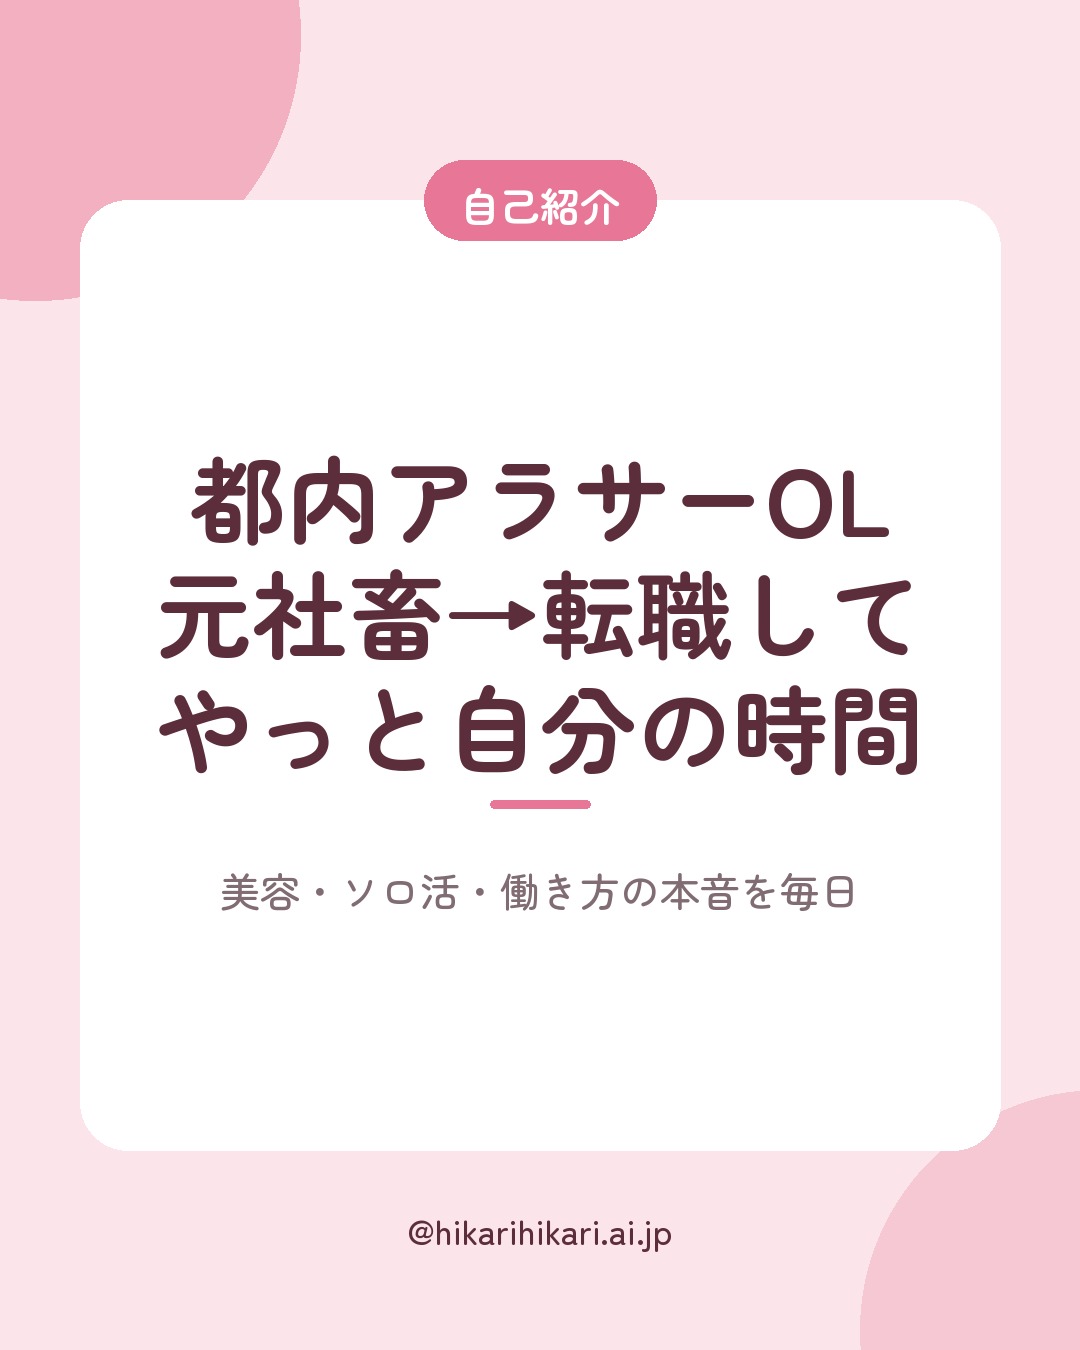 自己紹介
都内アラサーOL
元社畜→転職して
やっと自分の時間
美容・ソロ活・働き方の本音を毎日
@hikarihikari.ai.jp